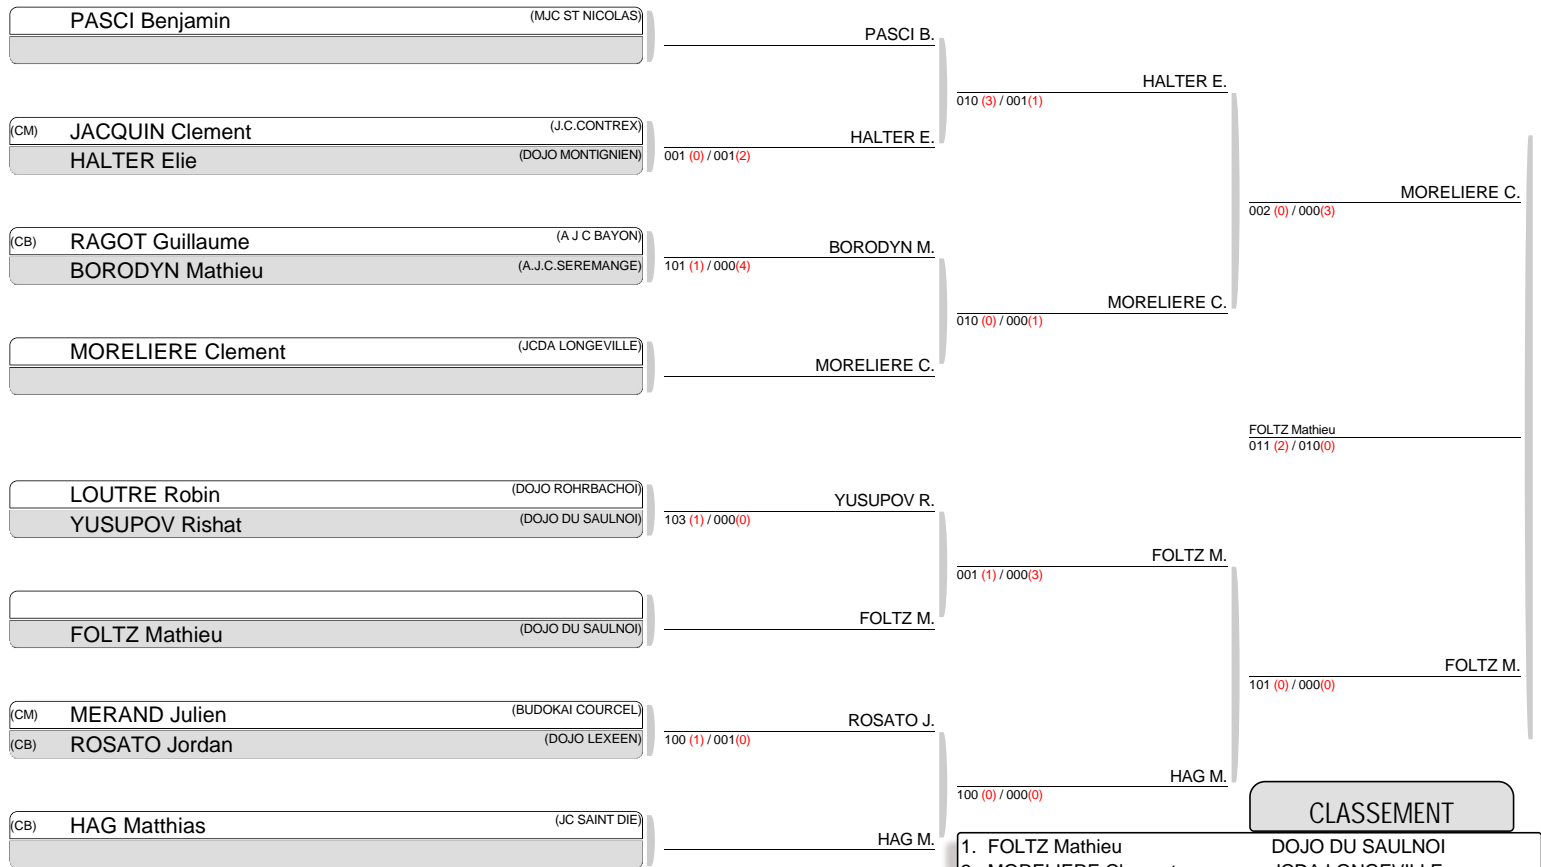 PASCI Benjamin (MJC ST NICOLAS)
PASCI B.
HALTER E.
010 (3) / 001(1)
(CM) JACQUIN Clement (J.C.CONTREX)
HALTER Elie (DOJO MONTIGNIEN)
HALTER E.
001 (0) / 001(2)
MORELIERE C.
002 (0) / 000(3)
(CB) RAGOT Guillaume (A J C BAYON)
BORODYN Mathieu (A.J.C.SEREMANGE)
BORODYN M.
101 (1) / 000(4)
MORELIERE C.
010 (0) / 000(1)
MORELIERE Clement (JCDA LONGEVILLE)
MORELIERE C.
FOLTZ Mathieu
011 (2) / 010(0)
LOUTRE Robin (DOJO ROHRBACHOI)
YUSUPOV Rishat (DOJO DU SAULNOI)
YUSUPOV R.
103 (1) / 000(0)
FOLTZ M.
001 (1) / 000(3)
FOLTZ Mathieu (DOJO DU SAULNOI)
FOLTZ M.
FOLTZ M.
101 (0) / 000(0)
(CM) MERAND Julien (BUDOKAI COURCEL)
(CB) ROSATO Jordan (DOJO LEXEEN)
ROSATO J.
100 (1) / 001(0)
HAG M.
100 (0) / 000(0)
(CB) HAG Matthias (JC SAINT DIE)
HAG M.
CLASSEMENT
1. FOLTZ Mathieu DOJO DU SAULNOI
2. MORELIERE Clement JCDA LONGEVILLE